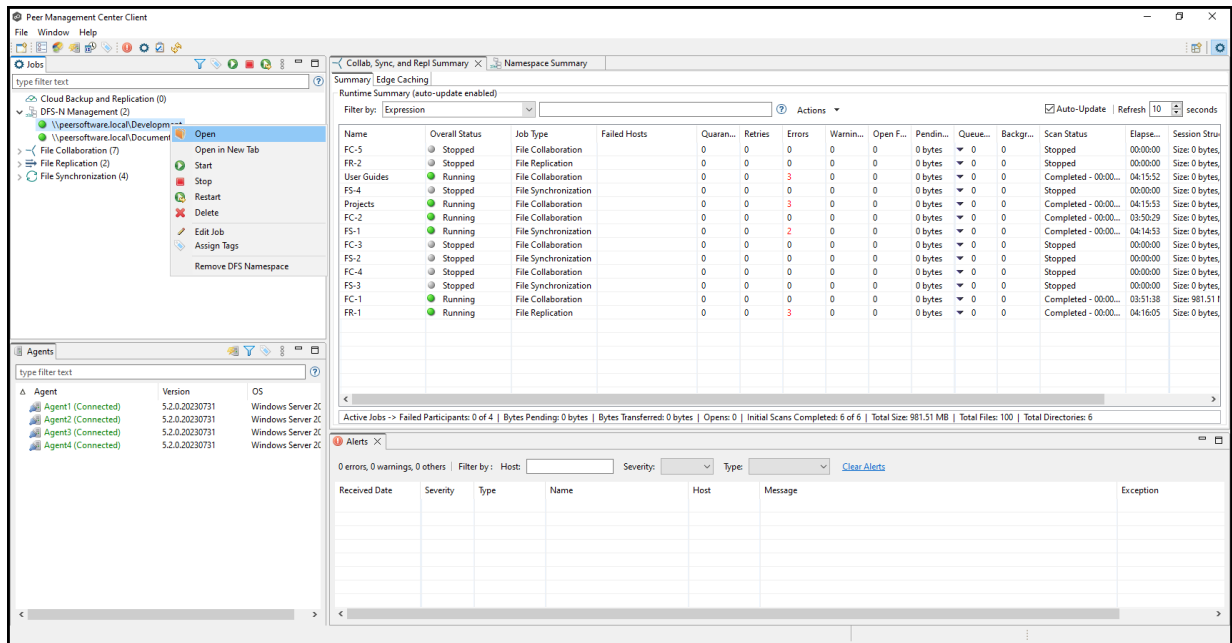 Peer Management Center Client
File Window Help
Jobs
type filter text
Cloud Backup and Replication (0)
DFS-N Management (2)
\\peersoftware.local\Development
\\peersoftware.local\Document
File Collaboration (7)
File Replication (2)
File Synchronization (4)
Open
Open in New Tab
Start
Stop
Restart
Delete
Edit Job
Assign Tags
Remove DFS Namespace
Agents
type filter text
Agent Version OS
Agent1 (Connected) 5.2.0.20230731 Windows Server 20
Agent2 (Connected) 5.2.0.20230731 Windows Server 20
Agent3 (Connected) 5.2.0.20230731 Windows Server 20
Agent4 (Connected) 5.2.0.20230731 Windows Server 20
Collab, Sync, and Repl Summary Namespace Summary
Summary Edge Caching
Runtime Summary (auto-update enabled)
Filter by: Expression Actions Auto-Update Refresh 10 seconds
Name Overall Status Job Type Failed Hosts Quaran... Retries Errors Warnin... Open F... Pendin... Queue... Backgr... Scan Status Elapse... Session Stru
FC-5 Stopped File Collaboration 0 0 0 0 0 0 bytes 0 0 Stopped 00:00:00 Size: 0 bytes,
FR-2 Stopped File Replication 0 0 0 0 0 0 bytes 0 0 Stopped 00:00:00 Size: 0 bytes,
User Guides Running File Collaboration 0 0 3 0 0 0 bytes 0 0 Completed - 00:00... 04:15:52 Size: 0 bytes,
FS-4 Stopped File Synchronization 0 0 0 0 0 0 bytes 0 0 Stopped 00:00:00 Size: 0 bytes,
Projects Running File Collaboration 0 0 3 0 0 0 bytes 0 0 Completed - 00:00... 04:15:53 Size: 0 bytes,
FC-2 Running File Collaboration 0 0 0 0 0 0 bytes 0 0 Completed - 00:00... 03:50:29 Size: 0 bytes,
FS-1 Running File Synchronization 0 0 2 0 0 0 bytes 0 0 Completed - 00:00... 04:14:53 Size: 0 bytes,
FC-3 Stopped File Collaboration 0 0 0 0 0 0 bytes 0 0 Stopped 00:00:00 Size: 0 bytes,
FS-2 Stopped File Synchronization 0 0 0 0 0 0 bytes 0 0 Stopped 00:00:00 Size: 0 bytes,
FC-4 Stopped File Collaboration 0 0 0 0 0 0 bytes 0 0 Stopped 00:00:00 Size: 0 bytes,
FS-3 Stopped File Synchronization 0 0 0 0 0 0 bytes 0 0 Stopped 00:00:00 Size: 0 bytes,
FC-1 Running File Collaboration 0 0 0 0 0 0 bytes 0 0 Completed - 00:00... 03:51:38 Size: 981.51
FR-1 Running File Replication 0 0 3 0 0 0 bytes 0 0 Completed - 00:00... 04:16:05 Size: 0 bytes,
Active Jobs -> Failed Participants: 0 of 4 | Bytes Pending: 0 bytes | Bytes Transferred: 0 bytes | Opens: 0 | Initial Scans Completed: 6 of 6 | Total Size: 981.51 MB | Total Files: 100 | Total Directories: 6
Alerts
0 errors, 0 warnings, 0 others Filter by : Host: Severity: Type: Clear Alerts
Received Date Severity Type Name Host Message Exception